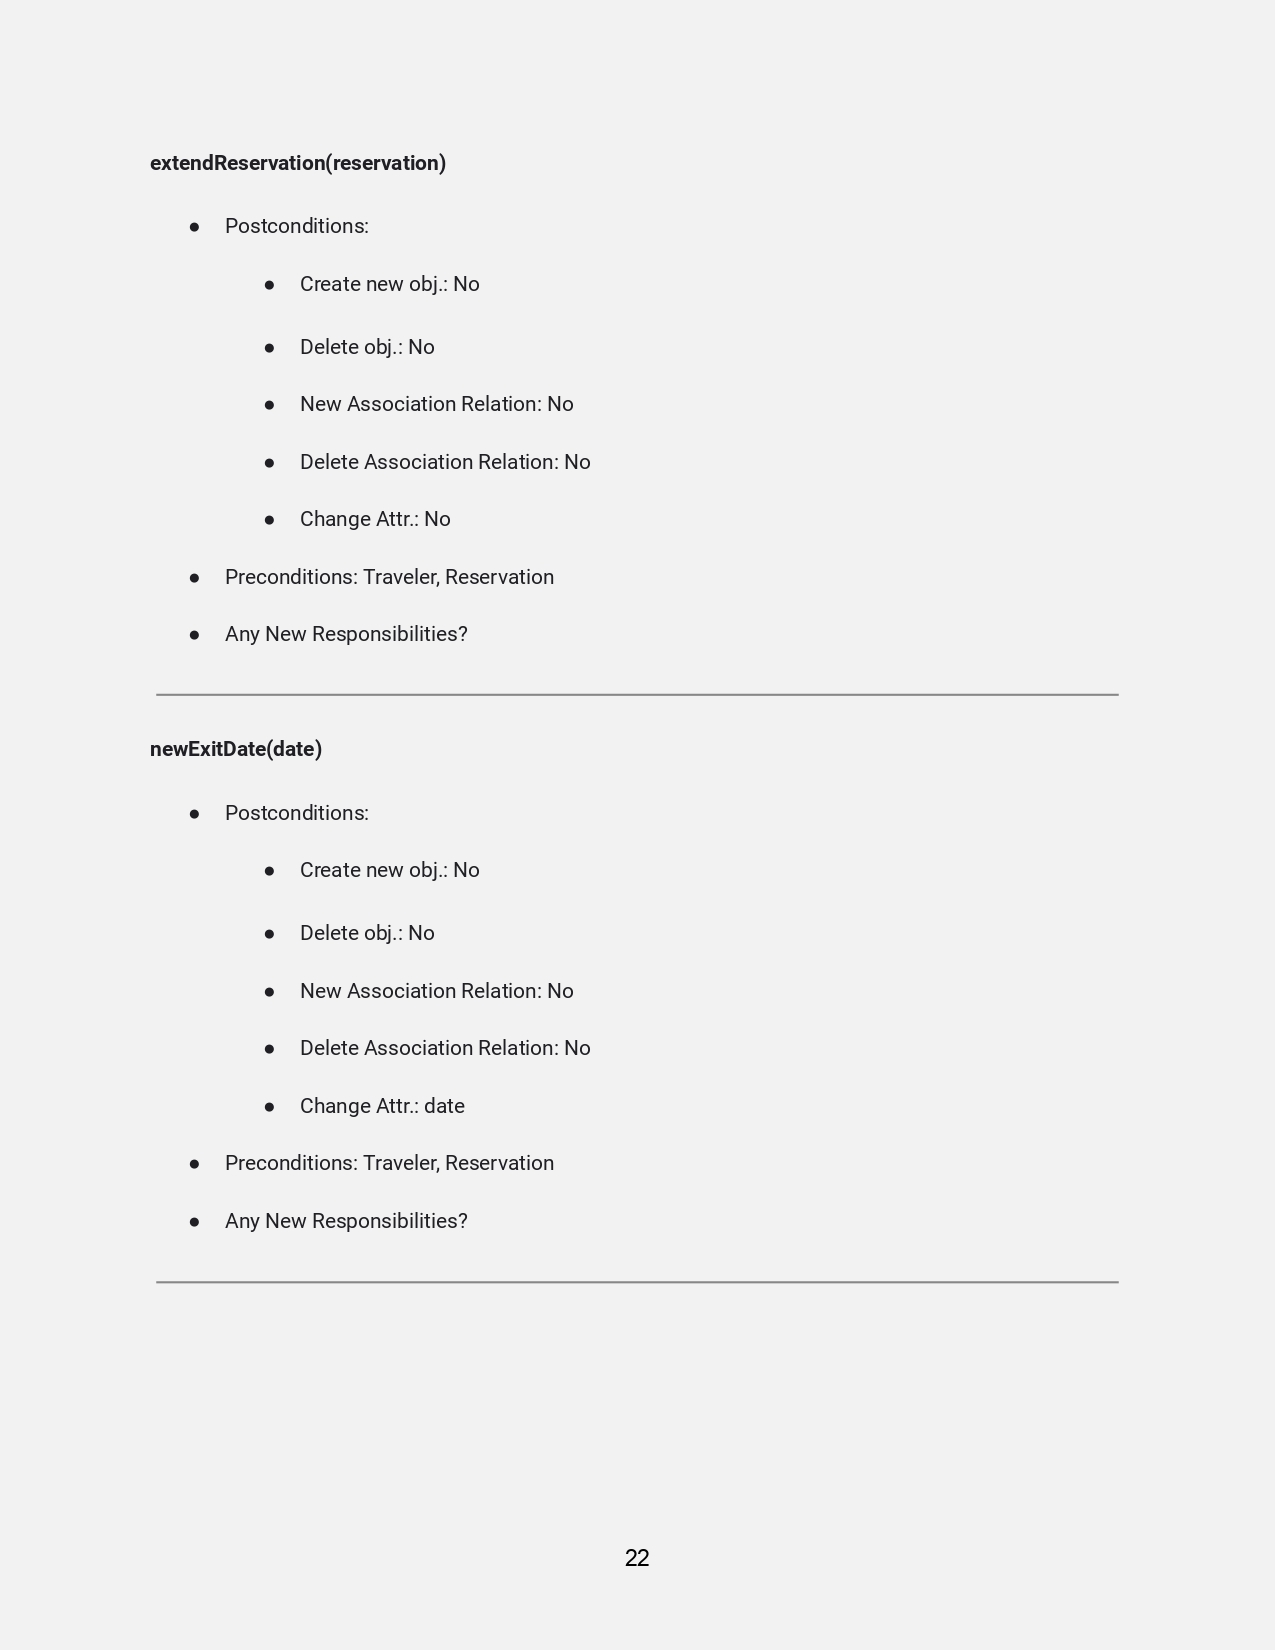 extendReservation(reservation)
● Postconditions:
● Create new obj.: No
● Delete obj.: No
● New Association Relation: No
● Delete Association Relation: No
● Change Attr.: No
● Preconditions: Traveler, Reservation
● Any New Responsibilities?
newExitDate(date)
● Postconditions:
● Create new obj.: No
● Delete obj.: No
● New Association Relation: No
● Delete Association Relation: No
● Change Attr.: date
● Preconditions: Traveler, Reservation
● Any New Responsibilities?
22